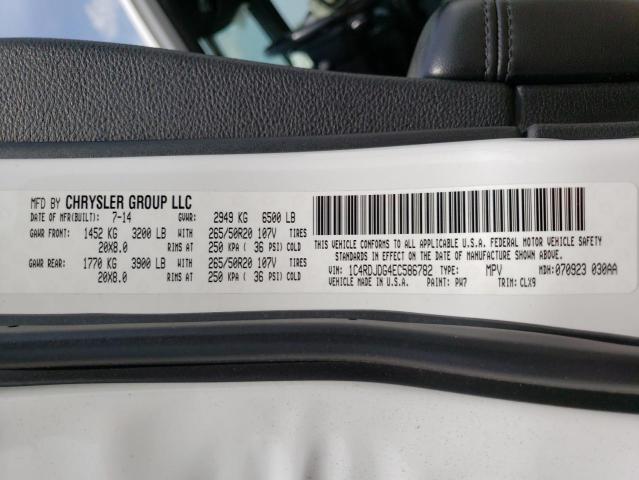 MFD BY CHRYSLER GROUP LLC
DATE OF MFR(BUILT): 7-14 GVWR: 2949 KG 6500 LB
GAWR FRONT: 1452 KG 3200 LB WITH 265/50R20 107V TIRES
20X8.0 RIMS AT 250 KPA ( 36 PSI) COLD
GAWR REAR: 1770 KG 3900 LB WITH 265/50R20 107V TIRES
20X8.0 RIMS AT 250 KPA ( 36 PSI) COLD
THIS VEHICLE CONFORMS TO ALL APPLICABLE U.S.A. FEDERAL MOTOR VEHICLE SAFETY
STANDARDS IN EFFECT ON THE DATE OF MANUFACTURE SHOWN ABOVE.
VIN: 1C4RDJDG4EC586782 TYPE: MPV MDH: 070923 030AA
VEHICLE MADE IN U.S.A. PAINT: PW7 TRIM: CLX9